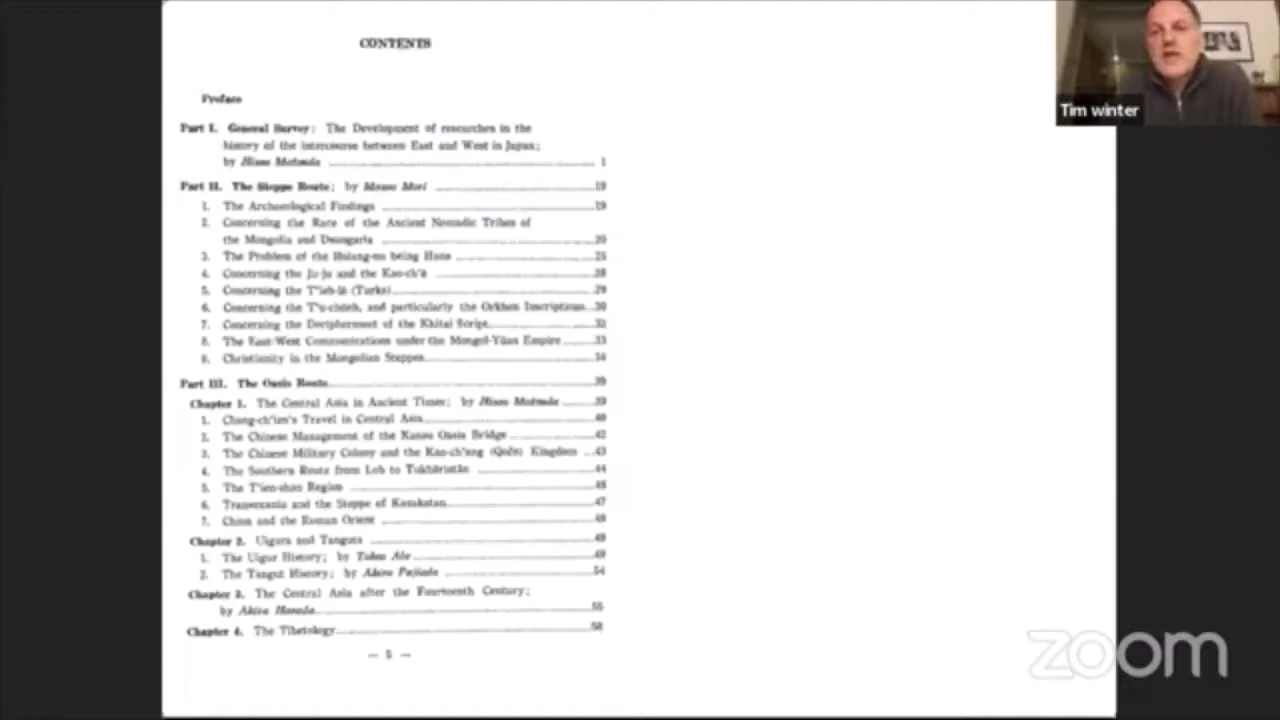 CONTENTS
Preface
Part I. General Survey: The Development of researches in the
history of the intercourse between East and West in Japan;
by Hisao Matsuda 1
Part II. The Steppe Route; by Masao Mori 19
1. The Archaeological Findings 19
2. Concerning the Race of the Ancient Nomadic Tribes of
the Mongolia and Dzungaria 20
3. The Problem of the Hsiung-nu being Huns 25
4. Concerning the Ju-ju and the Kao-ch'ê 28
5. Concerning the T'ieh-lê (Turks) 29
6. Concerning the T'u-chüeh, and particularly the Orkhon Inscriptions 30
7. Concerning the Decipherment of the Khitai Script 32
8. The East-West Communications under the Mongol-Yüan Empire 33
9. Christianity in the Mongolian Steppes
Part III. The Oasis Route 39
Chapter 1. The Central Asia in Ancient Times; by Hisao Matsuda 39
1. Chang-ch'ien's Travel in Central Asia 40
2. The Chinese Management of the Kansu Oasis Bridge 42
3. The Chinese Military Colony and the Kao-ch'ang (Qočo) Kingdom 43
4. The Southern Route from Lob to Tukhāristān 44
5. The T'ien-shan Region
6. and the Steppe of 47
7. China and the Roman Orient 48
Chapter 2. Uigurs and Tanguts 49
1. The Uigur History; by 49
2. The Tangut History; by Akira Fujieda 54
Chapter 3. The Central Asia after the Fourteenth Century;
by Akira Haneda 55
Chapter 4. The Tibetology 58
Tim winter
zoom